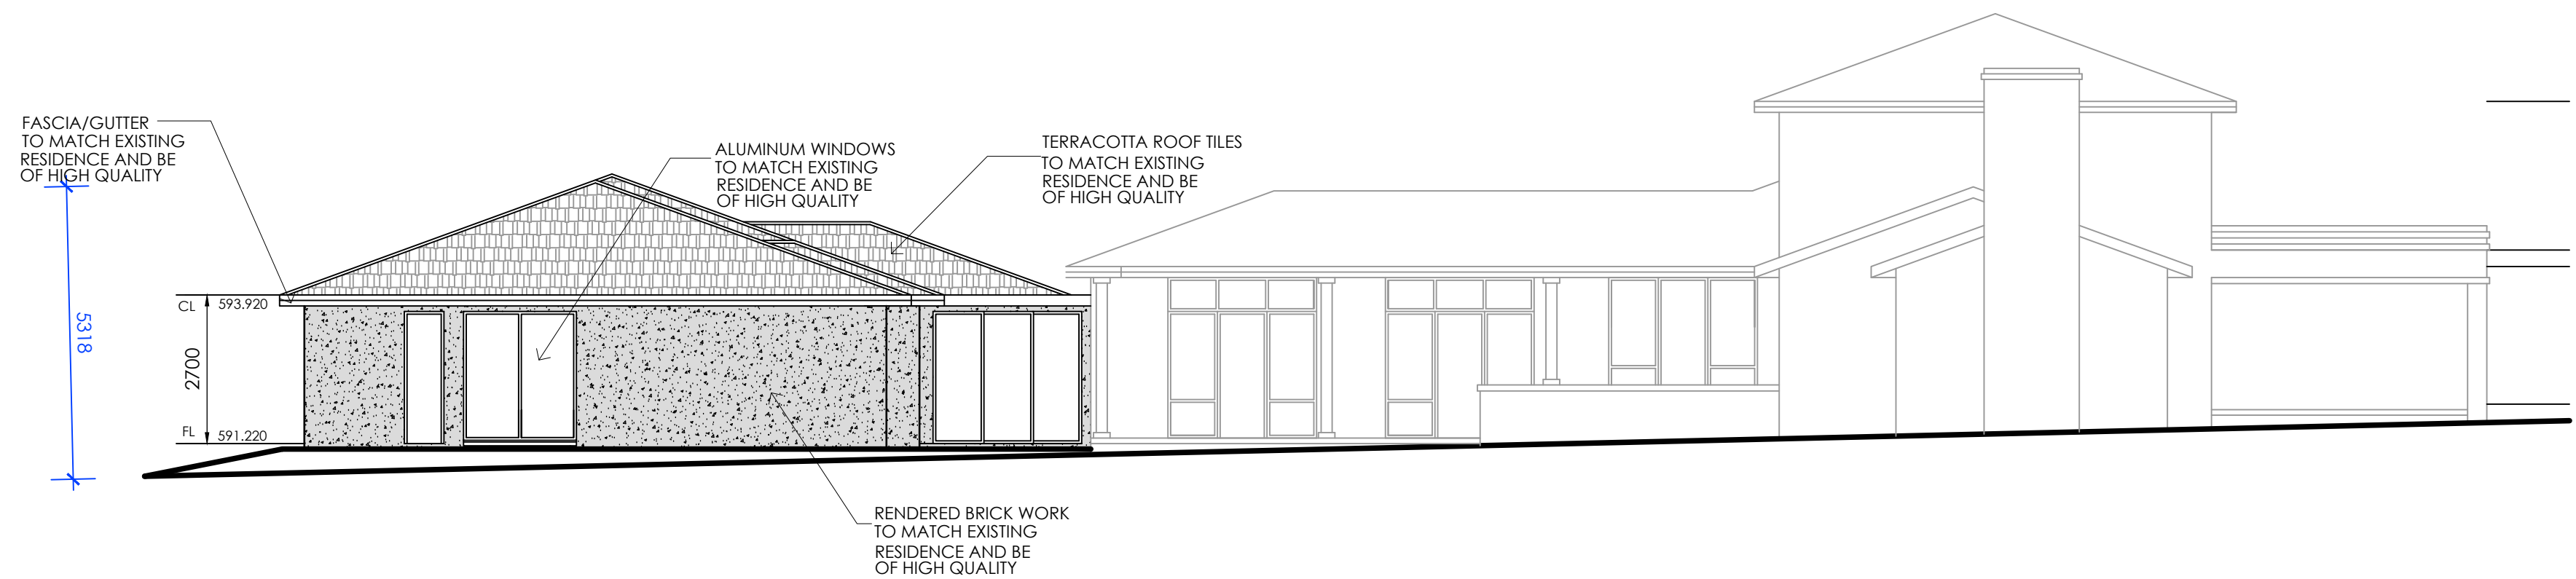 FASCIA/GUTTER
TO MATCH EXISTING
RESIDENCE AND BE
OF HIGH QUALITY
ALUMINUM WINDOWS
TO MATCH EXISTING
RESIDENCE AND BE
OF HIGH QUALITY
TERRACOTTA ROOF TILES
TO MATCH EXISTING
RESIDENCE AND BE
OF HIGH QUALITY
5318
CL 593.920
2700
FL 591.220
RENDERED BRICK WORK
TO MATCH EXISTING
RESIDENCE AND BE
OF HIGH QUALITY